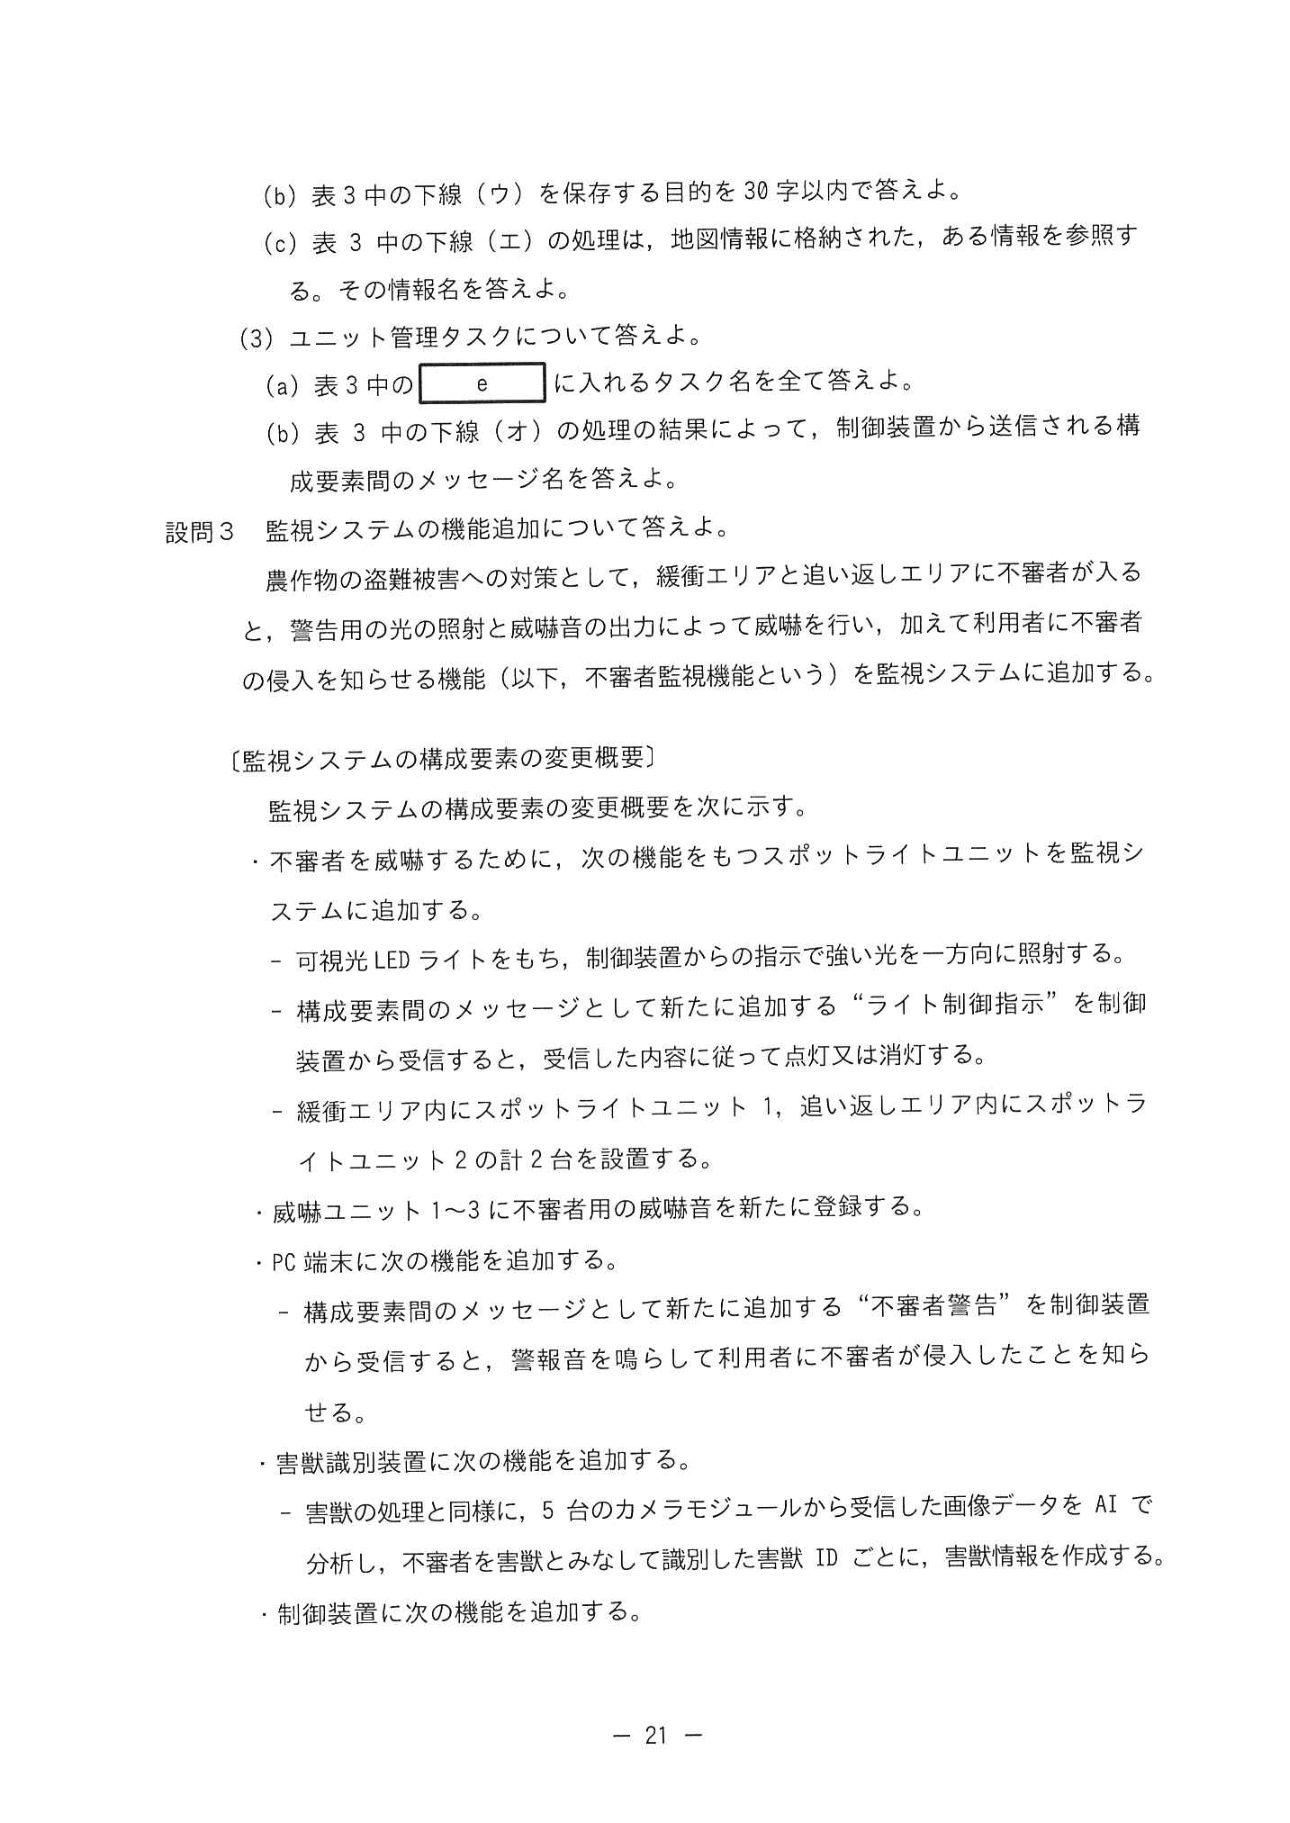 (b) 表3中の下線（ウ）を保存する目的を30字以内で答えよ。
(c) 表3中の下線（エ）の処理は，地図情報に格納された，ある情報を参照す
る。その情報名を答えよ。
(3) ユニット管理タスクについて答えよ。
(a) 表3中の e に入れるタスク名を全て答えよ。
(b) 表3中の下線（オ）の処理の結果によって，制御装置から送信される構
成要素間のメッセージ名を答えよ。
設問3 監視システムの機能追加について答えよ。
農作物の盗難被害への対策として，緩衝エリアと追い返しエリアに不審者が入る
と，警告用の光の照射と威嚇音の出力によって威嚇を行い，加えて利用者に不審者
の侵入を知らせる機能（以下，不審者監視機能という）を監視システムに追加する。
〔監視システムの構成要素の変更概要〕
監視システムの構成要素の変更概要を次に示す。
・不審者を威嚇するために，次の機能をもつスポットライトユニットを監視シ
ステムに追加する。
- 可視光LEDライトをもち，制御装置からの指示で強い光を一方向に照射する。
- 構成要素間のメッセージとして新たに追加する“ライト制御指示”を制御
装置から受信すると，受信した内容に従って点灯又は消灯する。
- 緩衝エリア内にスポットライトユニット1，追い返しエリア内にスポットラ
イトユニット2の計2台を設置する。
・威嚇ユニット1～3に不審者用の威嚇音を新たに登録する。
・PC端末に次の機能を追加する。
- 構成要素間のメッセージとして新たに追加する“不審者警告”を制御装置
から受信すると，警報音を鳴らして利用者に不審者が侵入したことを知ら
せる。
・害獣識別装置に次の機能を追加する。
- 害獣の処理と同様に，5台のカメラモジュールから受信した画像データをAIで
分析し，不審者を害獣とみなして識別した害獣IDごとに，害獣情報を作成する。
・制御装置に次の機能を追加する。
－ 21 －